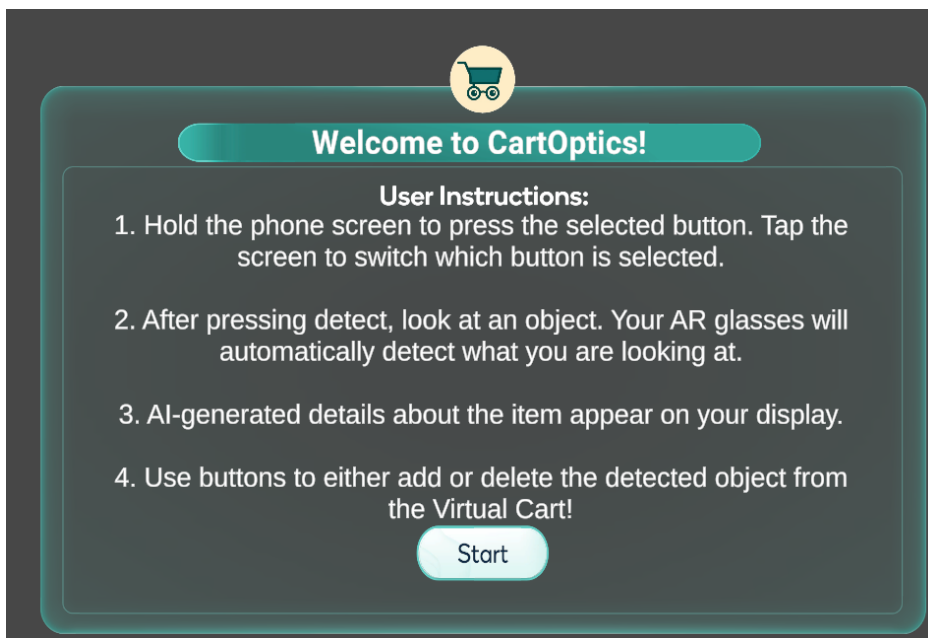 Welcome to CartOptics!
User Instructions:
1. Hold the phone screen to press the selected button. Tap the
screen to switch which button is selected.
2. After pressing detect, look at an object. Your AR glasses will
automatically detect what you are looking at.
3. AI-generated details about the item appear on your display.
4. Use buttons to either add or delete the detected object from
the Virtual Cart!
Start